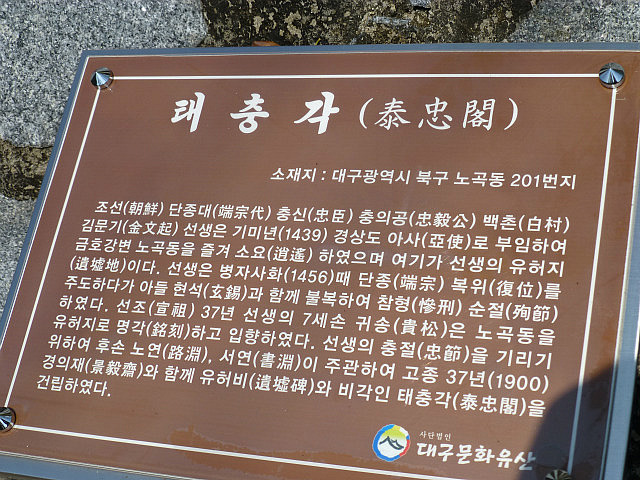 태충각(泰忠閣)
소재지 : 대구광역시 북구 노곡동 201번지
조선(朝鮮) 단종대(端宗代) 충신(忠臣) 충의공(忠毅公) 백촌(白村)
김문기(金文起) 선생은 기미년(1439) 경상도 아사(亞使)로 부임하여
금호강변 노곡동을 즐겨 소요(逍遙) 하였으며 여기가 선생의 유허지
(遺墟地)이다. 선생은 병자사화(1456)때 단종(端宗) 복위(復位)를
주도하다가 아들 현석(玄錫)과 함께 불복하여 참형(慘刑) 순절(殉節)
하였다. 선조(宣祖) 37년 선생의 7세손 귀송(貴松)은 노곡동을
유허지로 명각(銘刻)하고 입향하였다. 선생의 충절(忠節)을 기리기
위하여 후손 노연(路淵), 서연(書淵)이 주관하여 고종 37년(1900)
경의재(景毅齋)와 함께 유허비(遺墟碑)와 비각인 태충각(泰忠閣)을
건립하였다.
사단법인
대구문화유산